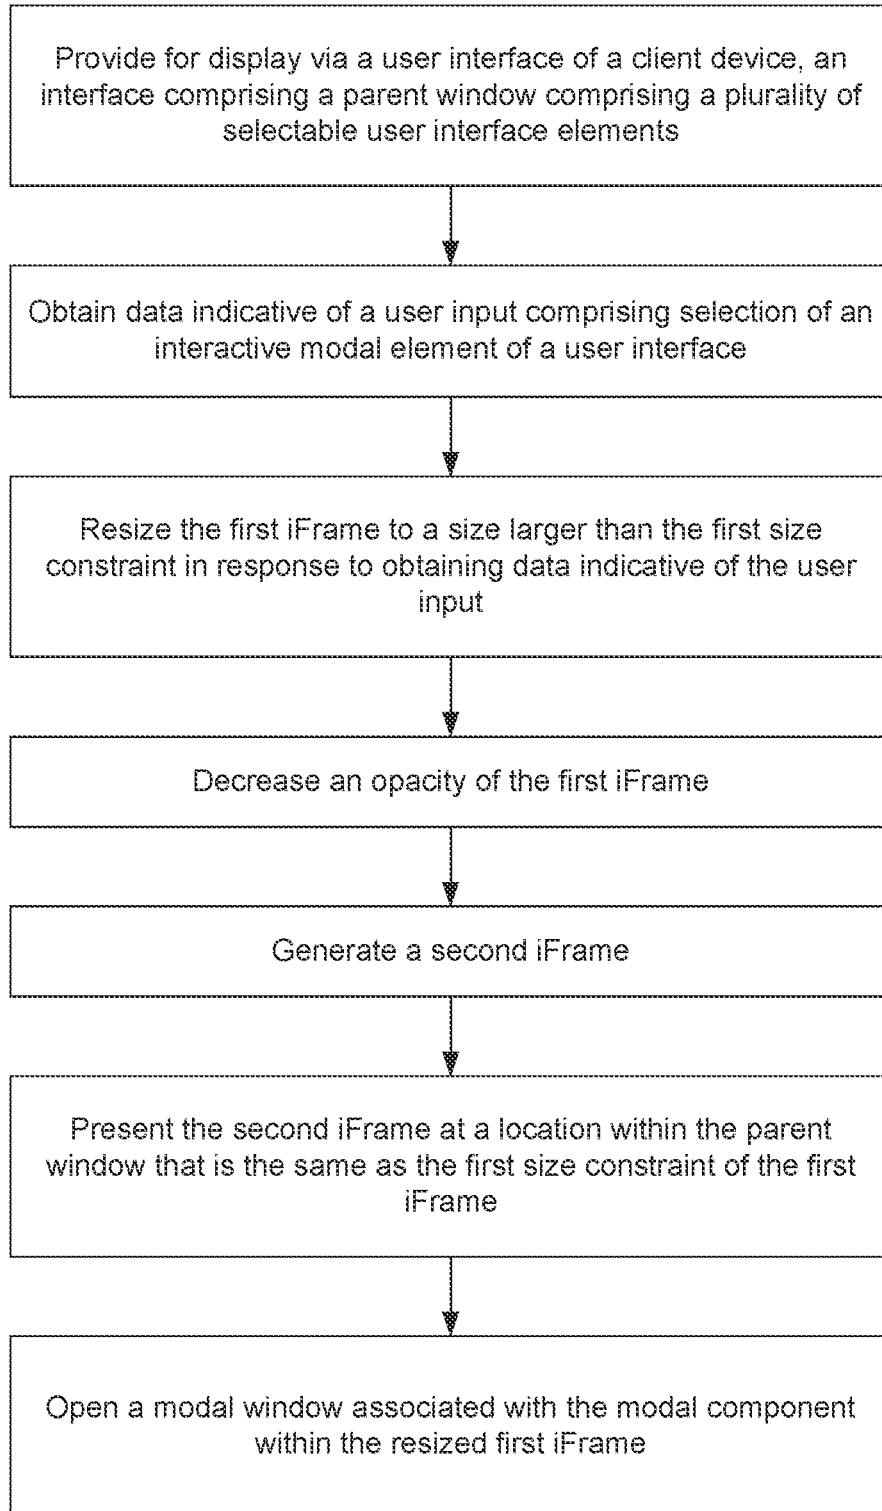 Provide for display via a user interface of a client device, an
interface comprising a parent window comprising a plurality of
selectable user interface elements
Obtain data indicative of a user input comprising selection of an
interactive modal element of a user interface
Resize the first iFrame to a size larger than the first size
constraint in response to obtaining data indicative of the user
input
Decrease an opacity of the first iFrame
Generate a second iFrame
Present the second iFrame at a location within the parent
window that is the same as the first size constraint of the first
iFrame
Open a modal window associated with the modal component
within the resized first iFrame